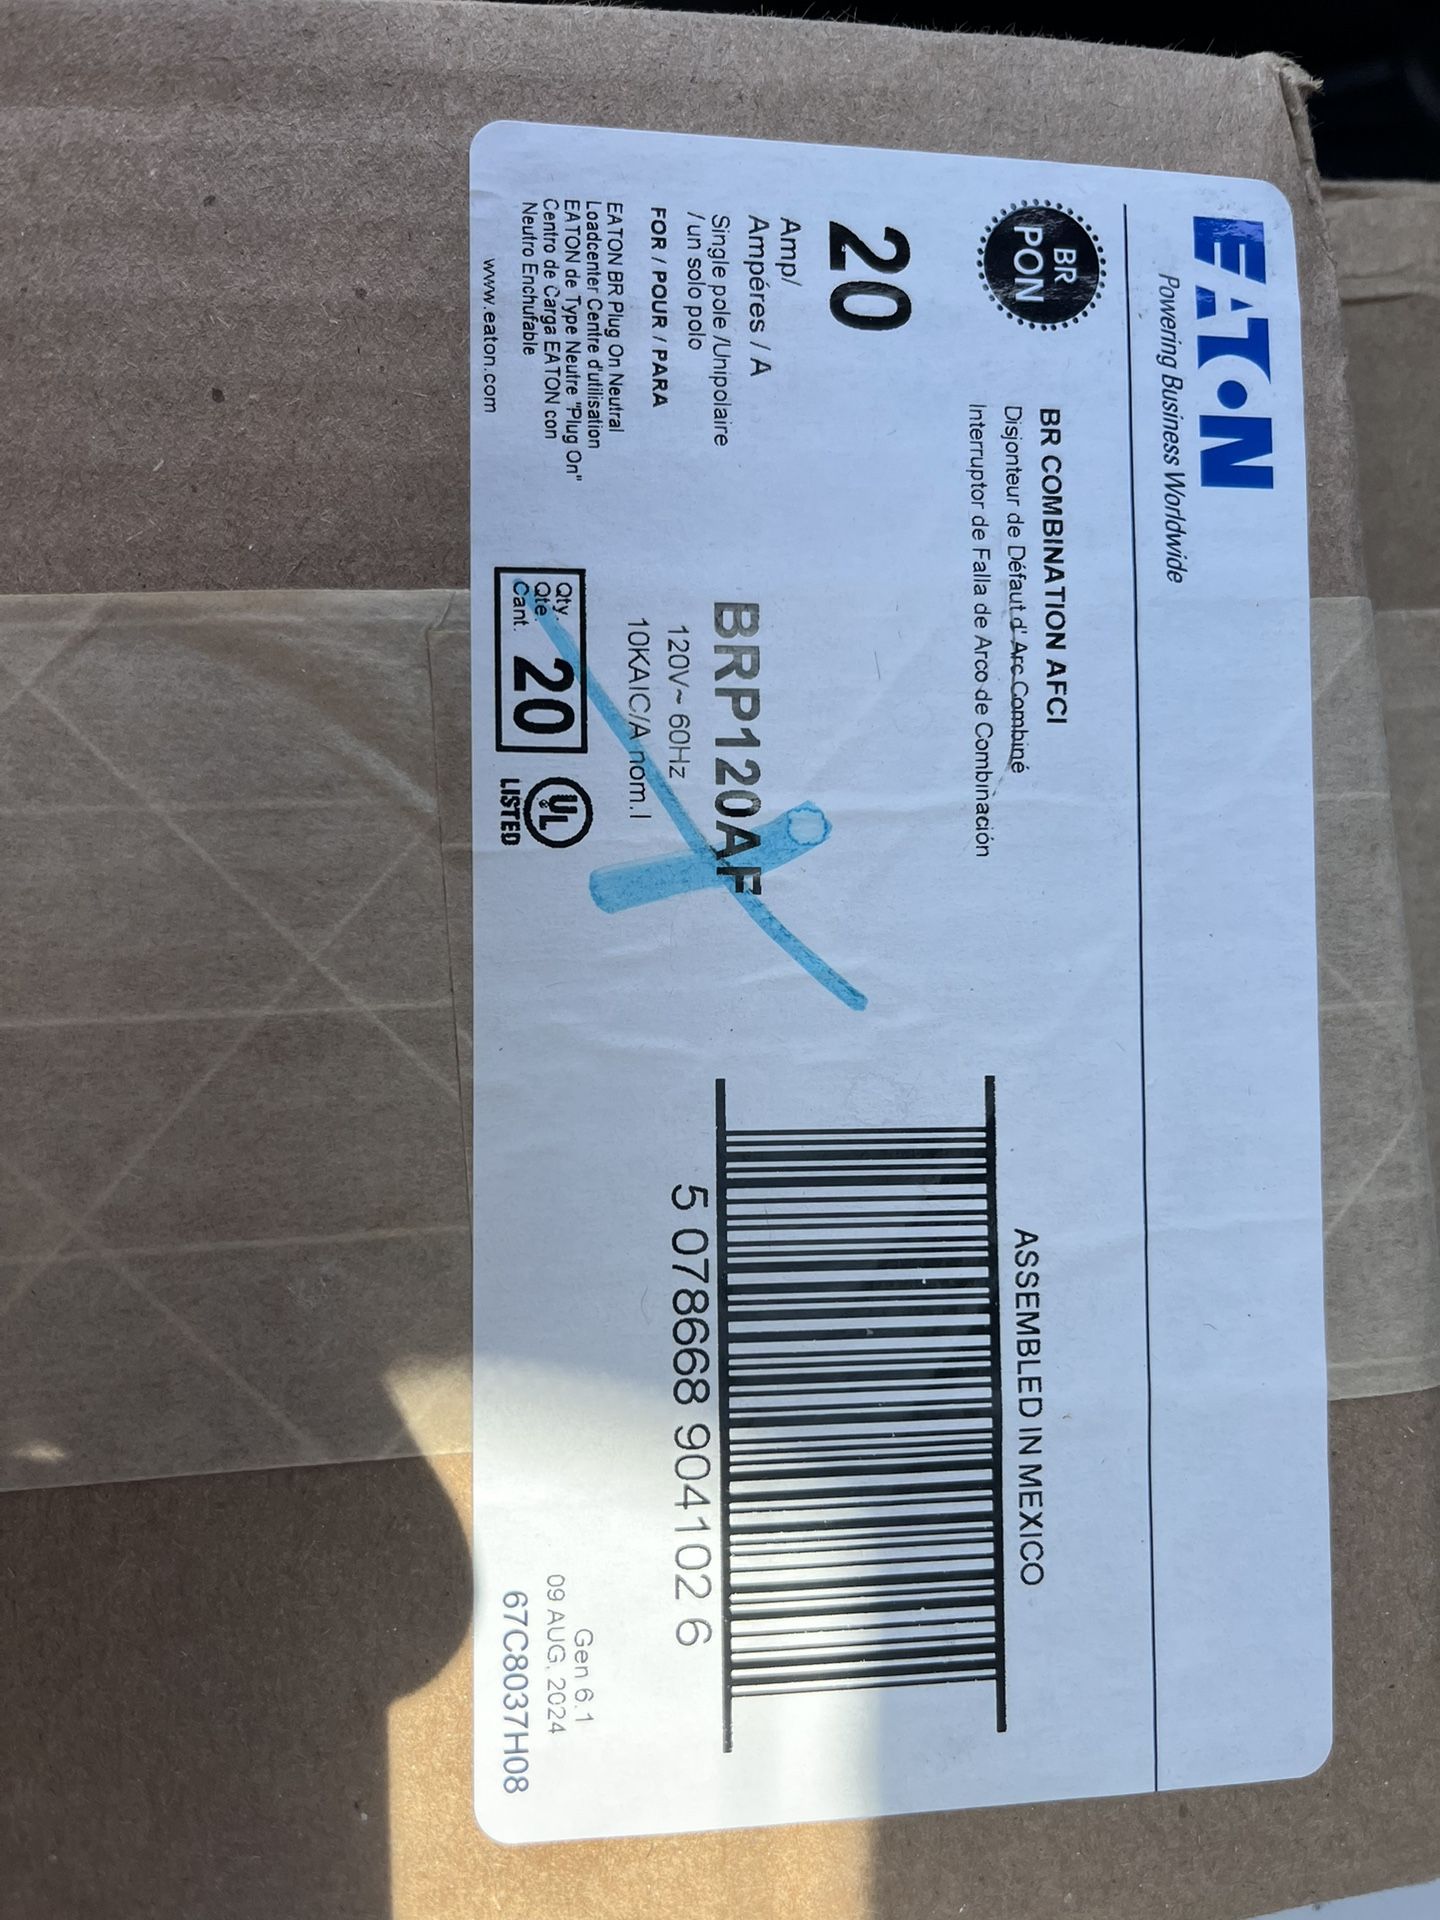 EATON
Powering Business Worldwide
BR
PON
BR COMBINATION AFCI
Disjonteur de Défaut d' Arc Combiné
Interruptor de Falla de Arco de Combinación
ASSEMBLED IN MEXICO
20
Amp/
Ampéres / A
Single pole /Unipolaire
/ un solo polo
FOR / POUR / PARA
EATON BR Plug On Neutral
Loadcenter Centre d'utilisation
EATON de Type Neutre "Plug On"
Centro de Carga EATON con
Neutro Enchufable
www.eaton.com
BRP120AF
120V~ 60Hz
10KAIC/A nom.I
Qty.
Qte.
Cant.
20
UL
LISTED
5 078668 904102 6
Gen 6.1
09 AUG. 2024
67C8037H08